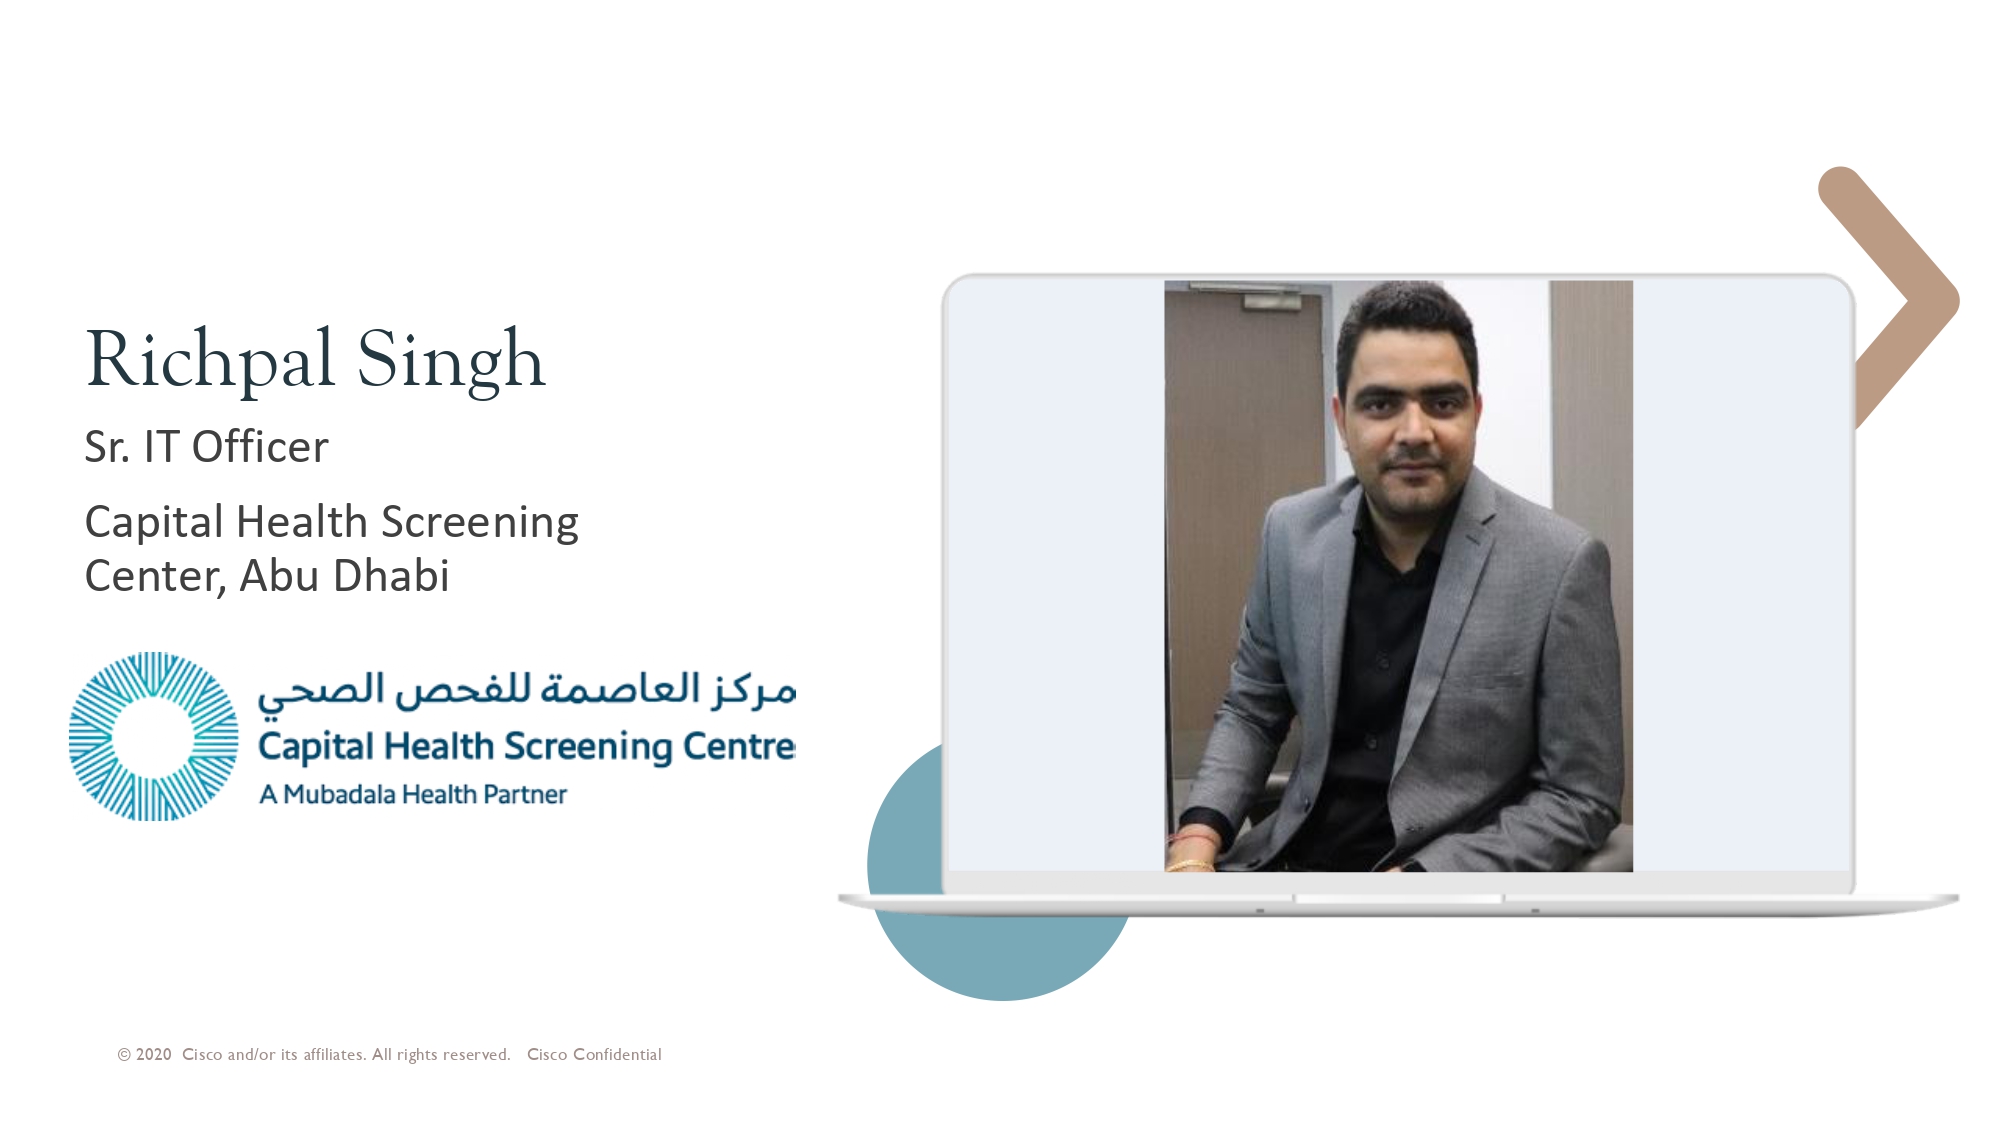 Richpal Singh
Sr. IT Officer
Capital Health Screening
Center, Abu Dhabi
مركز العاصمة للفحص الصحي
Capital Health Screening Centre
A Mubadala Health Partner
© 2020 Cisco and/or its affiliates. All rights reserved. Cisco Confidential